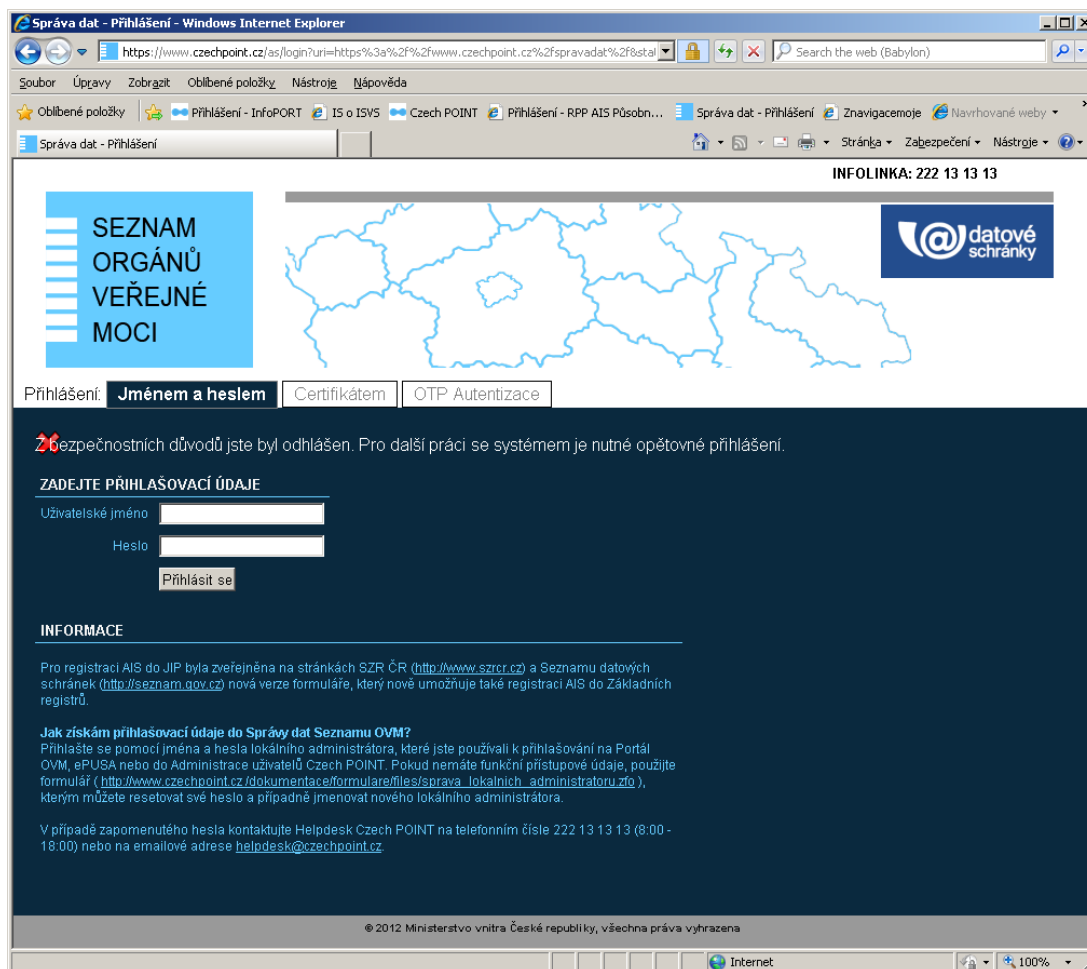 Správa dat - Přihlášení - Windows Internet Explorer
https://www.czechpoint.cz/as/login?uri=https%3a%2f%2fwww.czechpoint.cz%2fspravadat%2f&stal
Search the web (Babylon)
Soubor Úpravy Zobrazit Oblíbené položky Nástroje Nápověda
Oblíbené položky Přihlášení - InfoPORT IS o ISVS Czech POINT Přihlášení - RPP AIS Působn... Správa dat - Přihlášení Znavigacemoje Navrhované weby
Správa dat - Přihlášení
Stránka Zabezpečení Nástroje
INFOLINKA: 222 13 13 13
SEZNAM
ORGÁNŮ
VEŘEJNÉ
MOCI
datové
schránky
Přihlášení: Jménem a heslem Certifikátem OTP Autentizace
Z bezpečnostních důvodů jste byl odhlášen. Pro další práci se systémem je nutné opětovné přihlášení.
ZADEJTE PŘIHLAŠOVACÍ ÚDAJE
Uživatelské jméno
Heslo
Přihlásit se
INFORMACE
Pro registraci AIS do JIP byla zveřejněna na stránkách SZR ČR (http://www.szrcr.cz) a Seznamu datových
schránek (http://seznam.gov.cz) nová verze formuláře, který nově umožňuje také registraci AIS do Základních
registrů.
Jak získám přihlašovací údaje do Správy dat Seznamu OVM?
Přihlašte se pomocí jména a hesla lokálního administrátora, které jste používali k přihlašování na Portál
OVM, ePUSA nebo do Administrace uživatelů Czech POINT. Pokud nemáte funkční přístupové údaje, použijte
formulář ( http://www.czechpoint.cz/dokumentace/formulare/files/sprava_lokalnich_administratoru.zfo ),
kterým můžete resetovat své heslo a případně jmenovat nového lokálního administrátora.
V případě zapomenutého hesla kontaktujte Helpdesk Czech POINT na telefonním čísle 222 13 13 13 (8:00 -
18:00) nebo na emailové adrese helpdesk@czechpoint.cz.
© 2012 Ministerstvo vnitra České republiky, všechna práva vyhrazena
Internet 100%